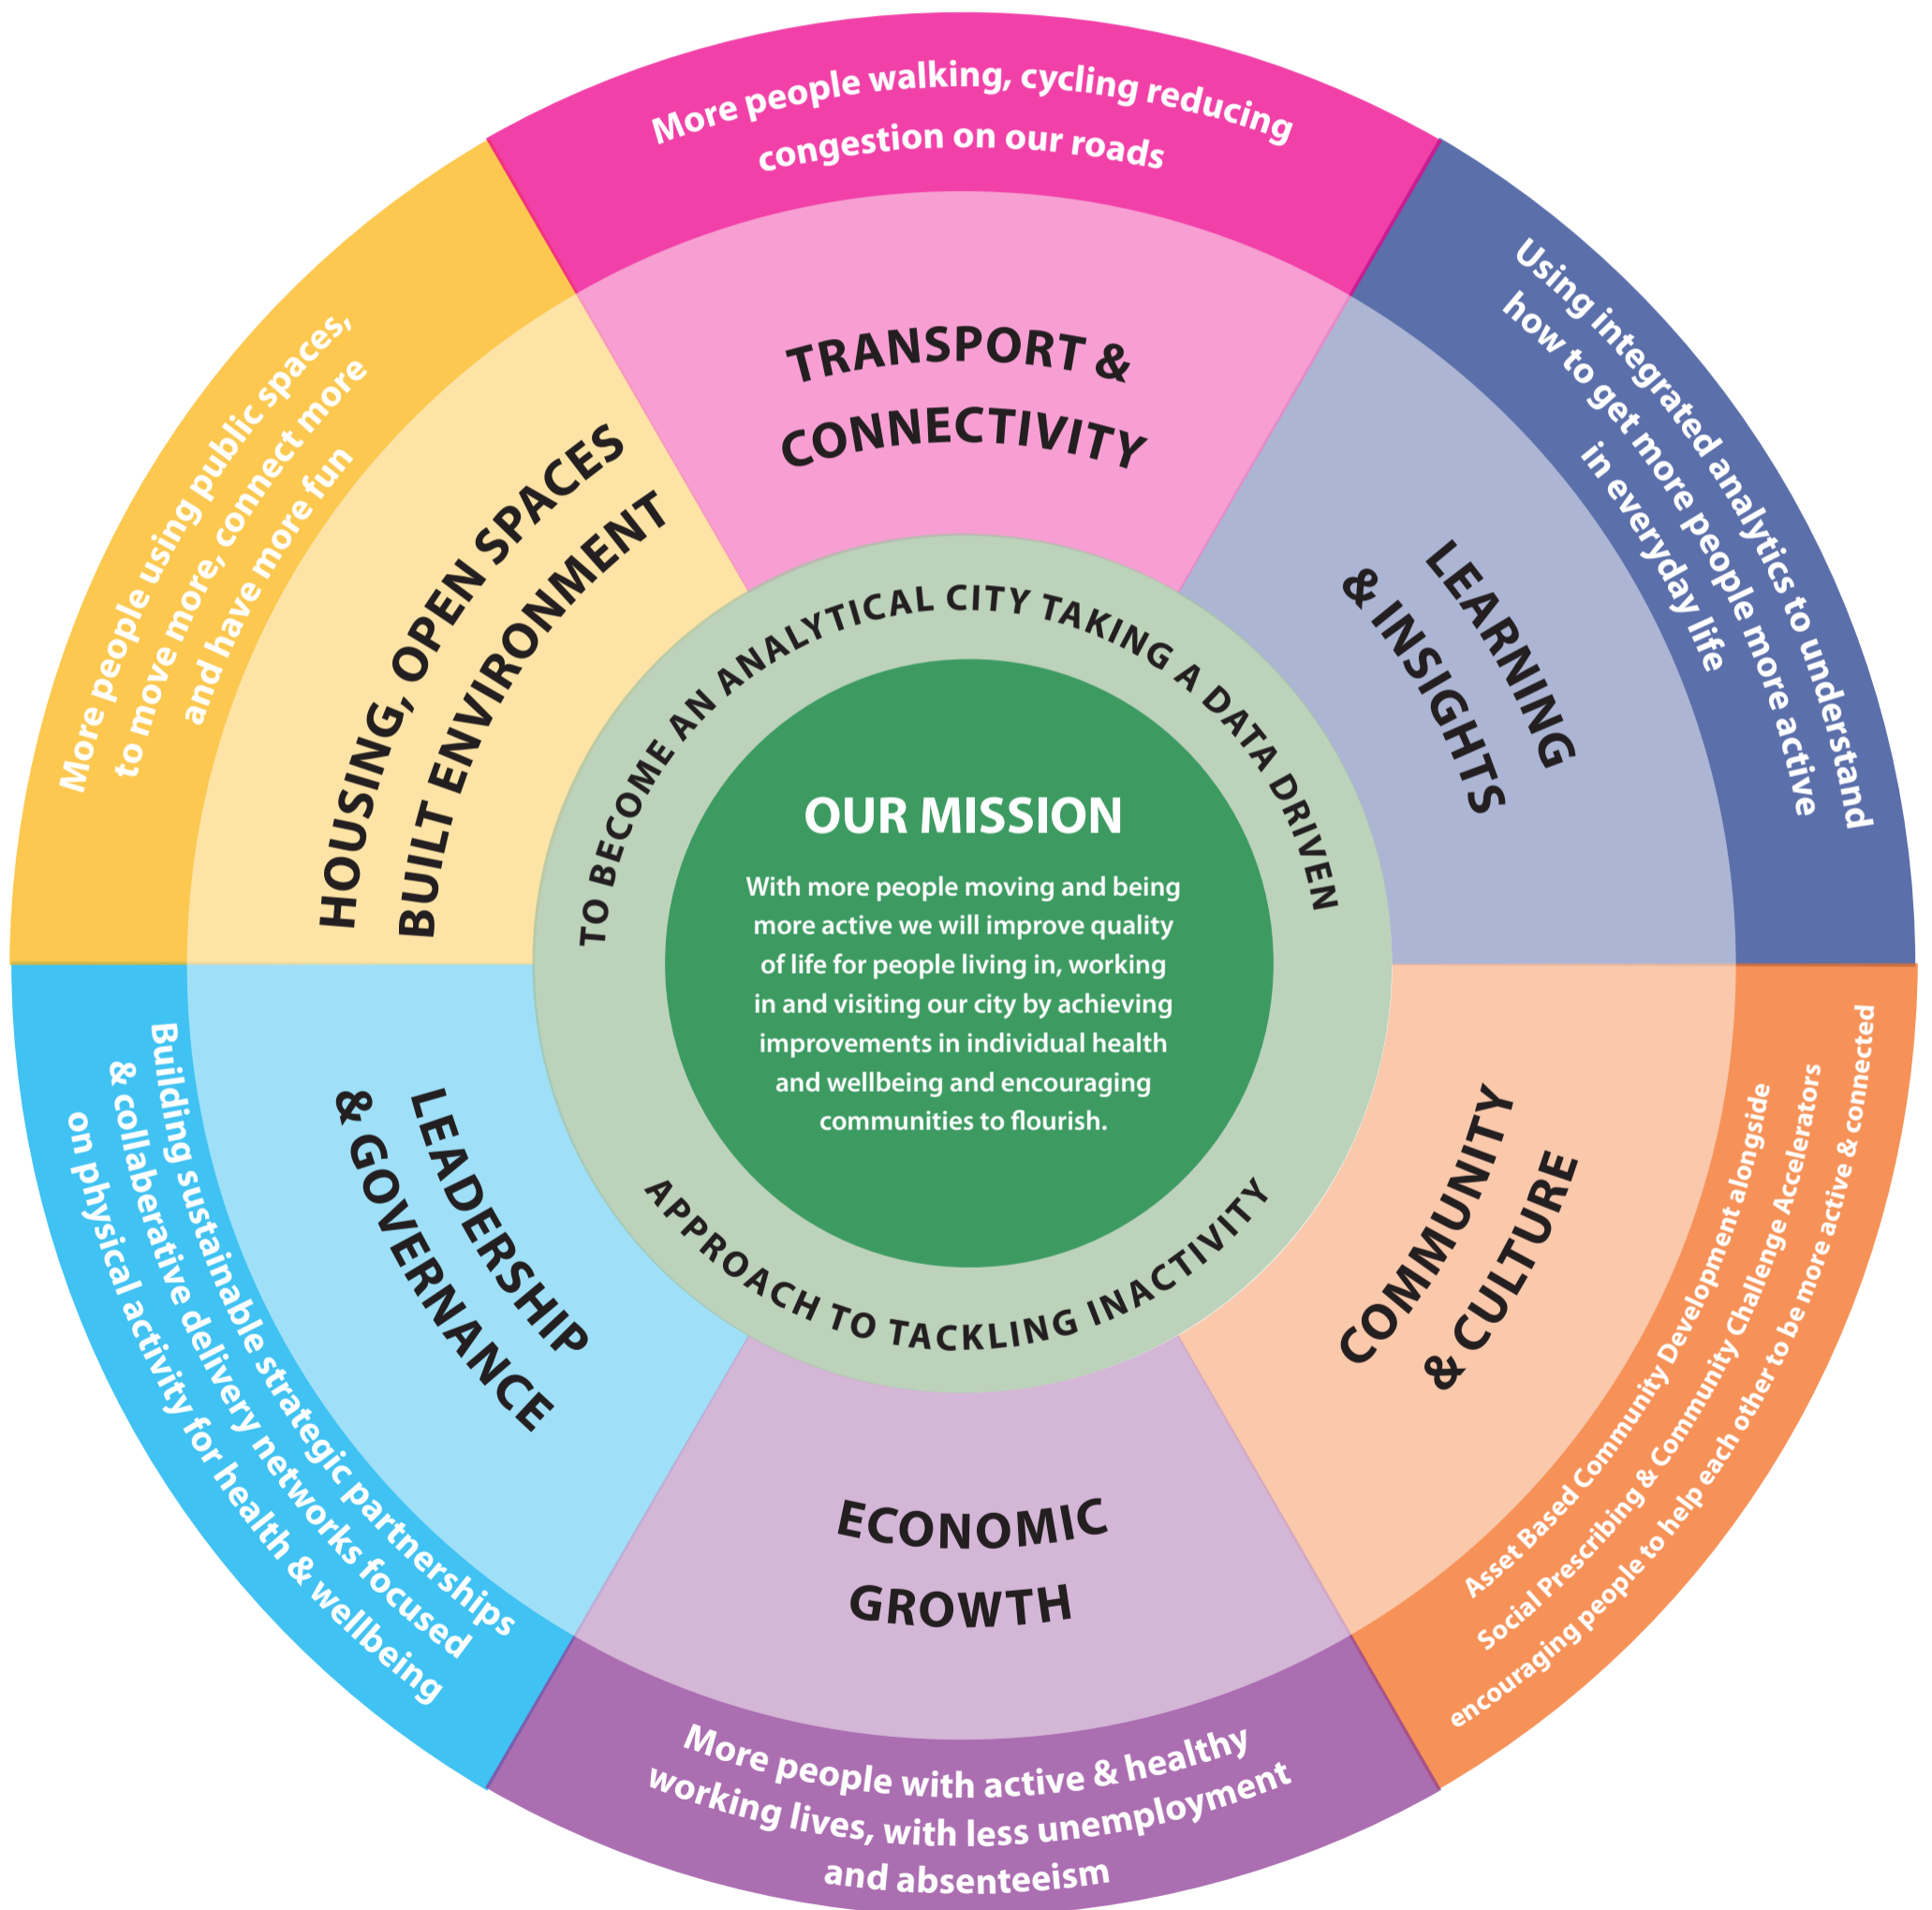 More people walking, cycling reducing
congestion on our roads
TRANSPORT &
CONNECTIVITY
Using integrated analytics to understand
how to get more people more active
in everyday life
LEARNING
& INSIGHTS
COMMUNITY
& CULTURE
Asset Based Community Development alongside
Social Prescribing & Community Challenge Accelerators
encouraging people to help each other to be more active & connected
ECONOMIC
GROWTH
More people with active & healthy
working lives, with less unemployment
and absenteeism
LEADERSHIP
& GOVERNANCE
Building sustainable strategic partnerships
& collaberative delivery networks focused
on physical activity for health & wellbeing
More people using public spaces,
to move more, connect more
and have more fun
HOUSING, OPEN SPACES
BUILT ENVIRONMENT
TO BECOME AN ANALYTICAL CITY TAKING A DATA DRIVEN
APPROACH TO TACKLING INACTIVITY
OUR MISSION
With more people moving and being
more active we will improve quality
of life for people living in, working
in and visiting our city by achieving
improvements in individual health
and wellbeing and encouraging
communities to flourish.